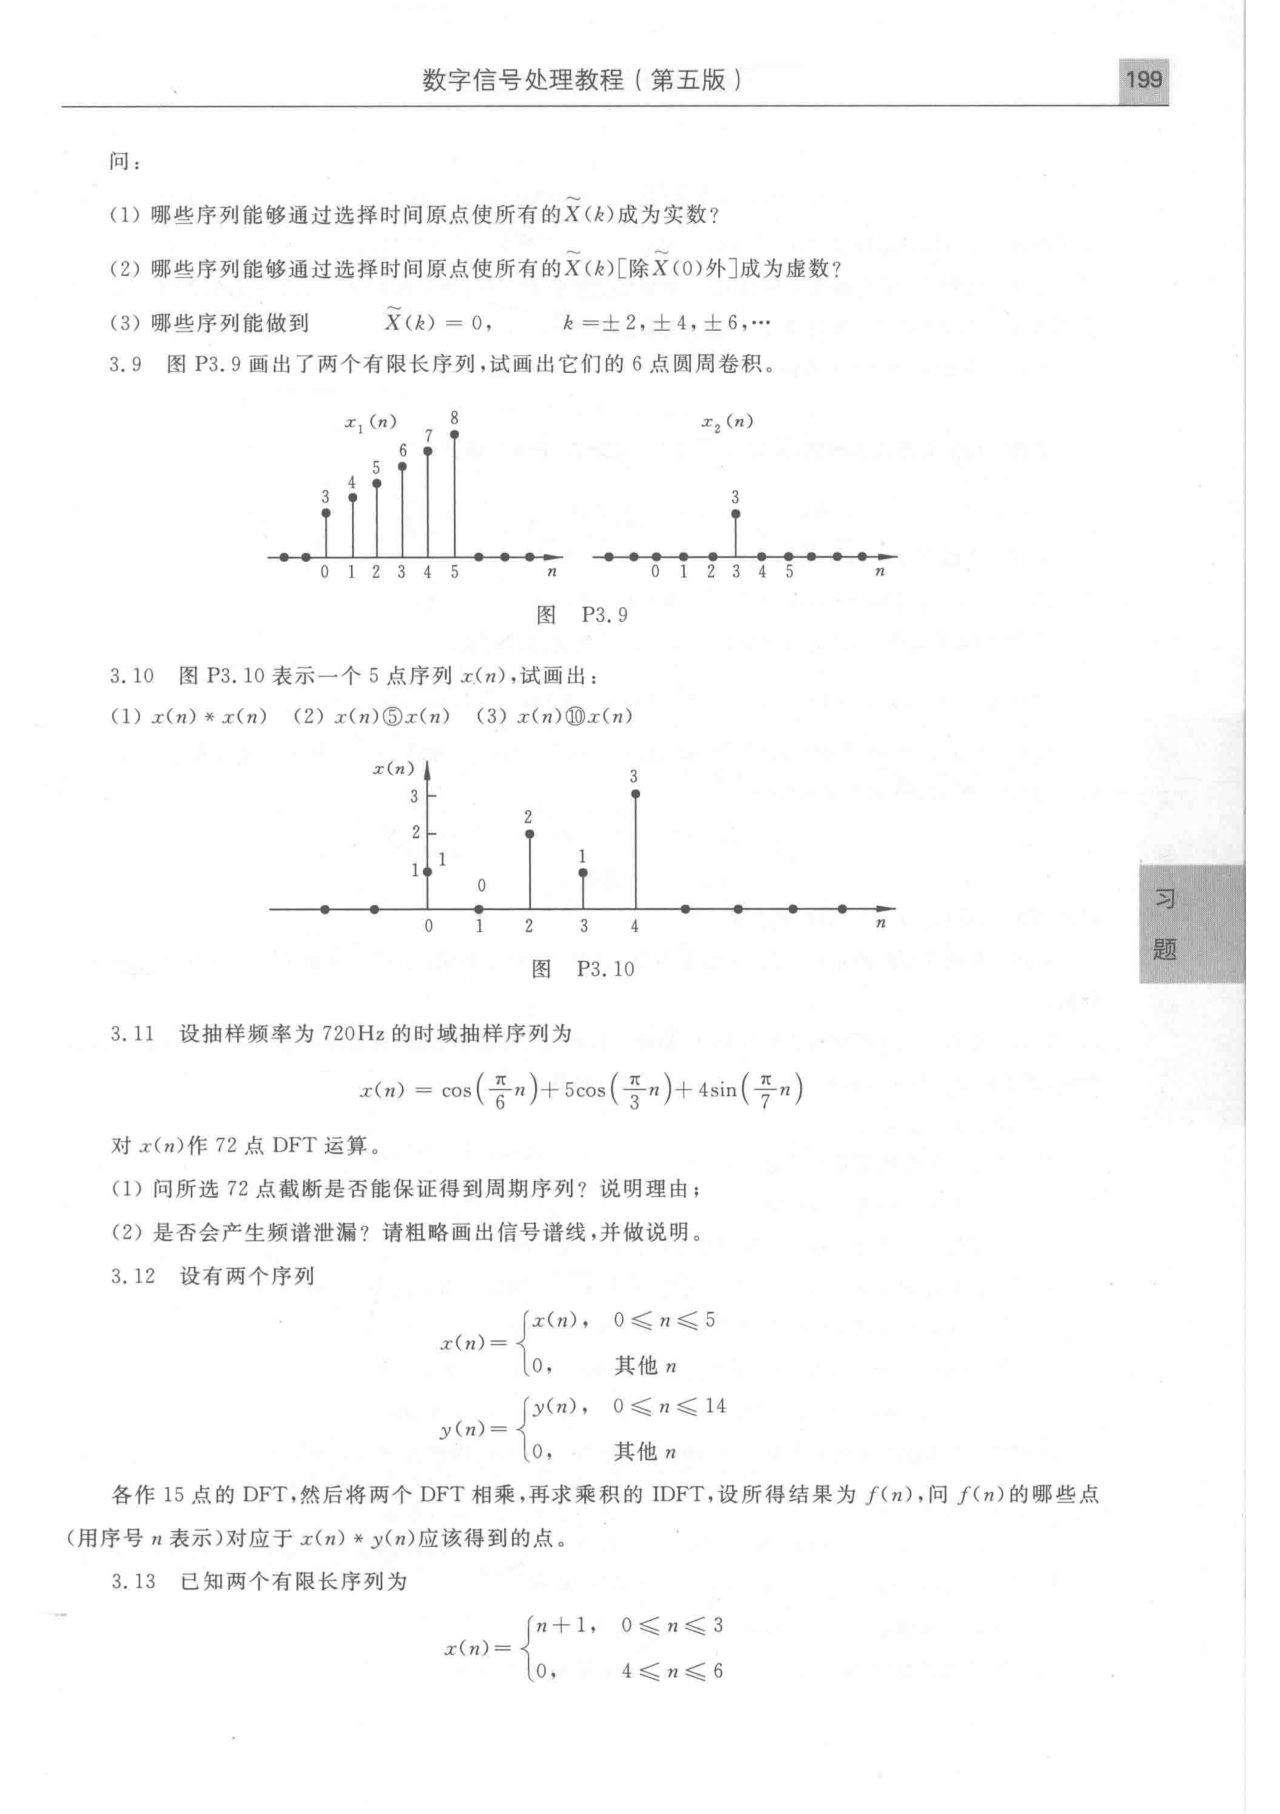 数字信号处理教程(第五版)
199
问:
(1) 哪些序列能够通过选择时间原点使所有的X̃(k)成为实数?
(2) 哪些序列能够通过选择时间原点使所有的X̃(k)[除X̃(0)外]成为虚数?
(3) 哪些序列能做到 X̃(k) = 0, k = ±2,±4,±6,…
3.9 图 P3.9 画出了两个有限长序列,试画出它们的 6 点圆周卷积。
x₁(n)
3 4 5 6 7 8
0 1 2 3 4 5 n
x₂(n)
3
0 1 2 3 4 5 n
图 P3.9
3.10 图 P3.10 表示一个 5 点序列 x(n),试画出:
(1) x(n) * x(n) (2) x(n)⑤x(n) (3) x(n)⑩x(n)
x(n)
3
2
1
1 0 2 1 3
0 1 2 3 4 n
图 P3.10
习
题
3.11 设抽样频率为 720Hz 的时域抽样序列为
x(n) = cos(π/6 n) + 5cos(π/3 n) + 4sin(π/7 n)
对 x(n)作 72 点 DFT 运算。
(1) 问所选 72 点截断是否能保证得到周期序列? 说明理由;
(2) 是否会产生频谱泄漏? 请粗略画出信号谱线,并做说明。
3.12 设有两个序列
x(n)= { x(n), 0⩽n⩽5
0, 其他 n
y(n)= { y(n), 0⩽n⩽14
0, 其他 n
各作 15 点的 DFT,然后将两个 DFT 相乘,再求乘积的 IDFT,设所得结果为 f(n),问 f(n)的哪些点
(用序号 n 表示)对应于 x(n) * y(n)应该得到的点。
3.13 已知两个有限长序列为
x(n)= { n+1, 0⩽n⩽3
0, 4⩽n⩽6